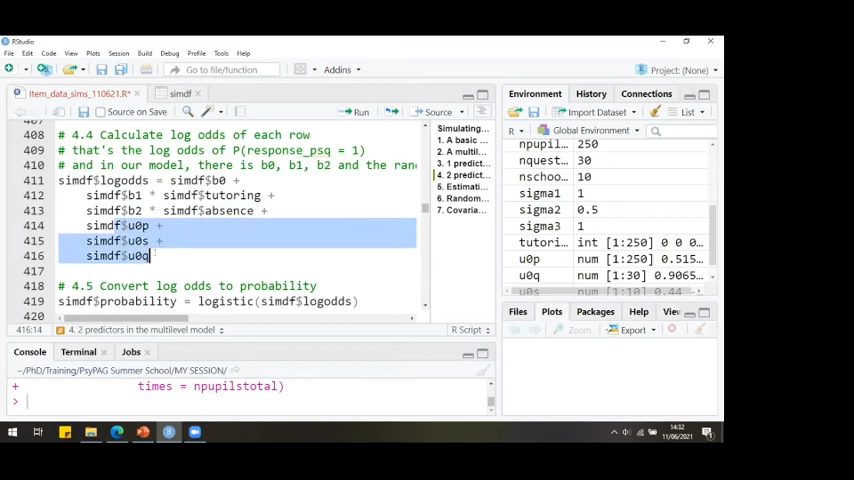 RStudio
File Edit Code View Plots Session Build Debug Profile Tools Help
Go to file/function
Addins
Project: (None)
Item_data_sims_110621.R*
simdf
Source on Save
Run
Source
408 # 4.4 Calculate log odds of each row
409 # that's the log odds of P(response_psq = 1)
410 # and in our model, there is b0, b1, b2 and the ran
411 simdf$logodds = simdf$b0 +
412 simdf$b1 * simdf$tutoring +
413 simdf$b2 * simdf$absence +
414 simdf$u0p +
415 simdf$u0s +
416 simdf$u0q
417
418 # 4.5 Convert log odds to probability
419 simdf$probability = logistic(simdf$logodds)
420
Simulating...
1. A basic ...
2. A multil...
3. 1 predict...
4. 2 predict...
5. Estimati...
6. Random...
7. Covaria...
416:14
4. 2 predictors in the multilevel model
R Script
Console Terminal Jobs
~/PhD/Training/PsyPAG Summer School/MY SESSION/
+ times = npupilstotal)
>
Environment History Connections
Import Dataset
List
R
Global Environment
npupil... 250
nquest... 30
nschoo... 10
sigma1 1
sigma2 0.5
sigma3 1
tutori... int [1:250] 0 0 0...
u0p num [1:250] 0.515...
u0q num [1:30] 0.9065...
u0s num [1:10] 0.44
Files Plots Packages Help
Zoom
Export
14:32
11/06/2021